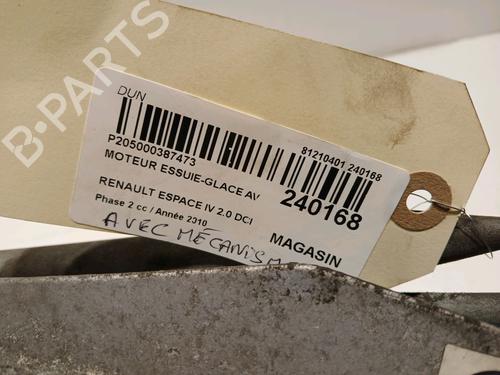 B-PARTS
DUN
P205000387473
81210401 240168
MOTEUR ESSUIE-GLACE AV
240168
RENAULT ESPACE IV 2.0 DCI
Phase 2 cc / Année 2010
MAGASIN
AVEC MÉCANISME